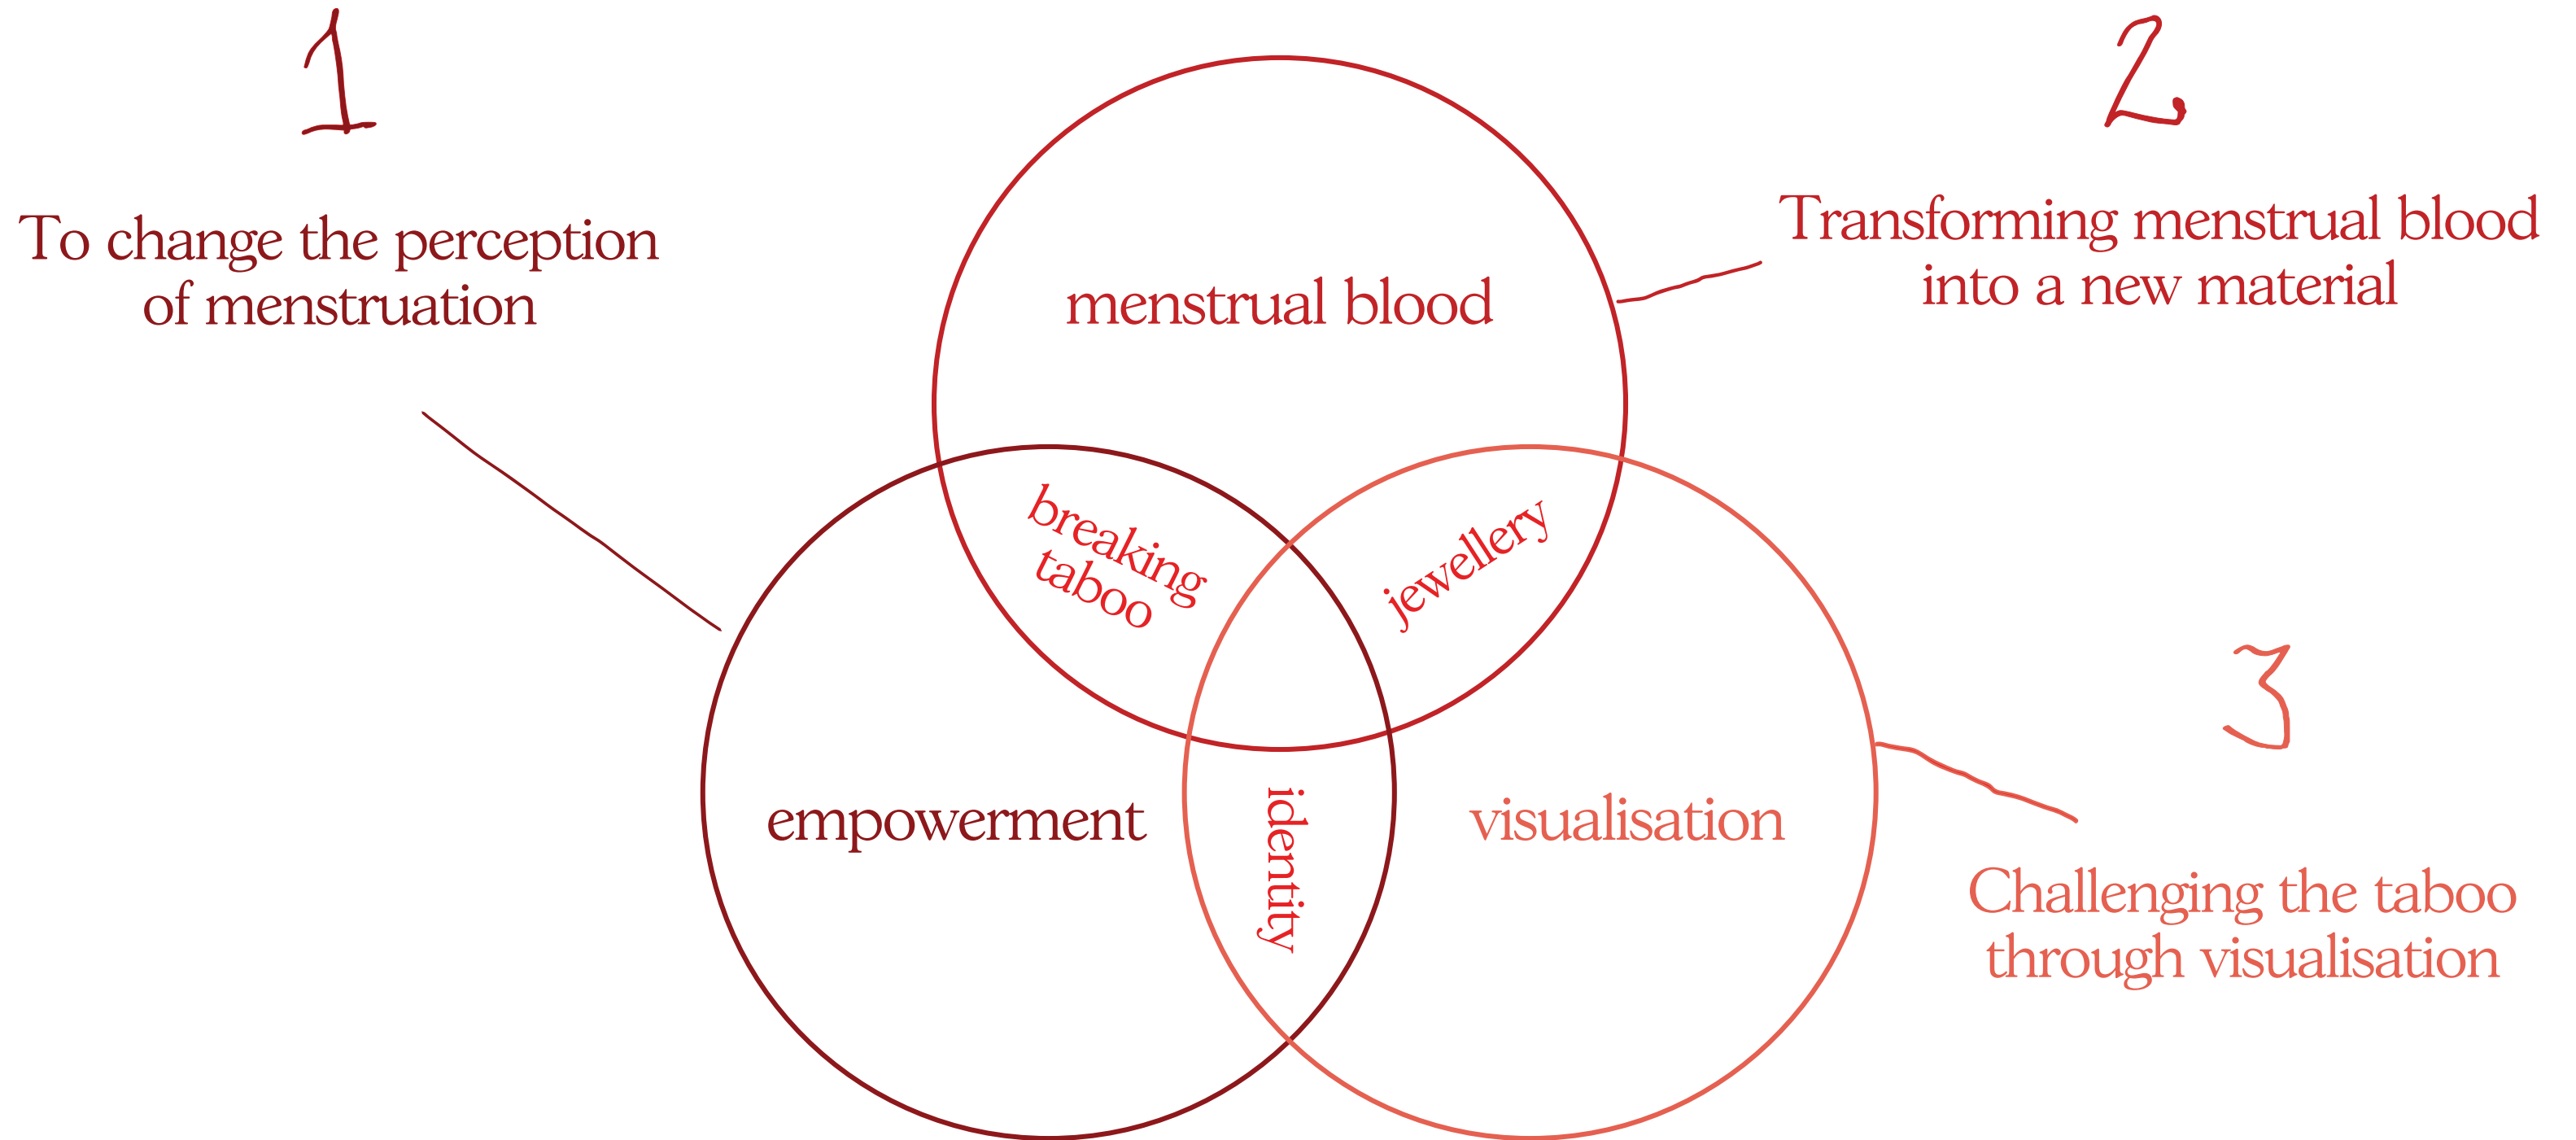 1
To change the perception
of menstruation
2
Transforming menstrual blood
into a new material
menstrual blood
breaking
taboo
jewellery
empowerment
identity
visualisation
3
Challenging the taboo
through visualisation